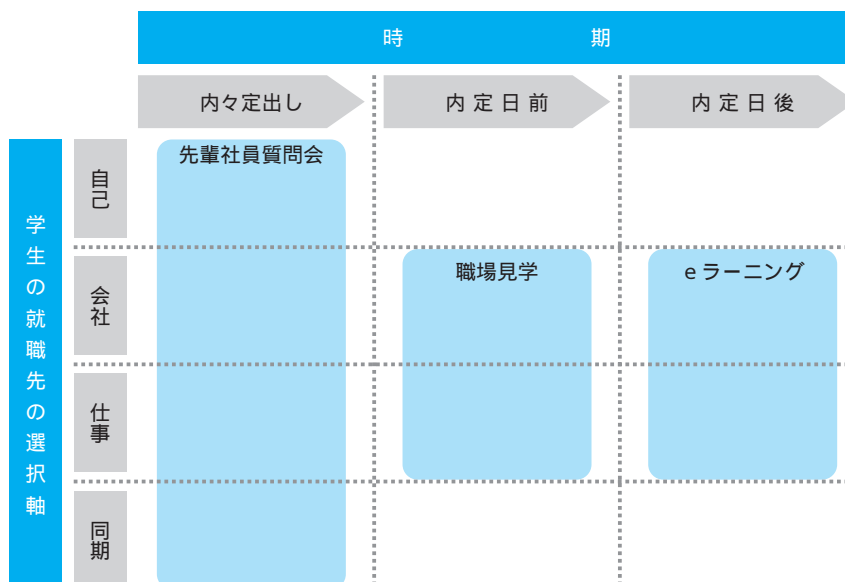 時期
内々定出し
内定日前
内定日後
学生の就職先の選択軸
自己
先輩社員質問会
会社
職場見学
eラーニング
仕事
同期